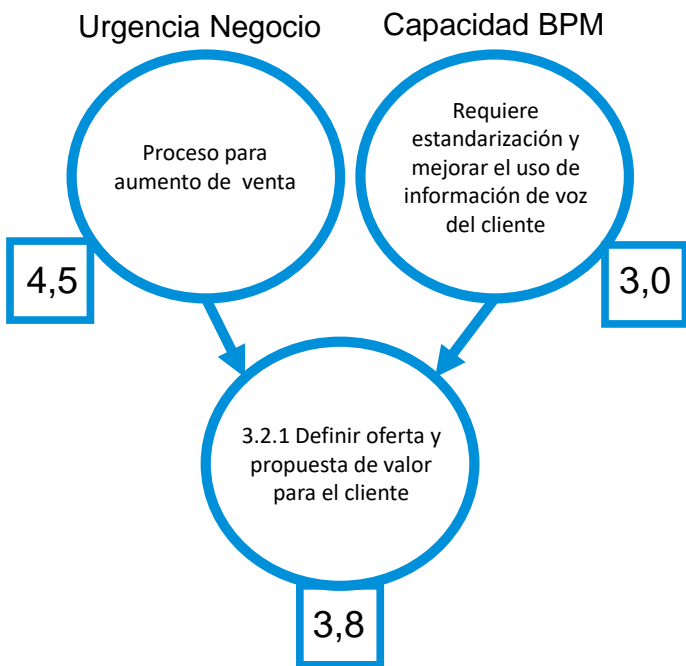 Urgencia Negocio
Capacidad BPM
Proceso para
aumento de venta
Requiere
estandarización y
mejorar el uso de
información de voz
del cliente
4,5
3,0
3.2.1 Definir oferta y
propuesta de valor
para el cliente
3,8